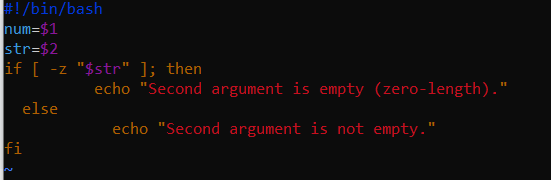 #!/bin/bash
num=$1
str=$2
if [ -z "$str" ]; then
          echo "Second argument is empty (zero-length)."
  else
            echo "Second argument is not empty."
fi
~